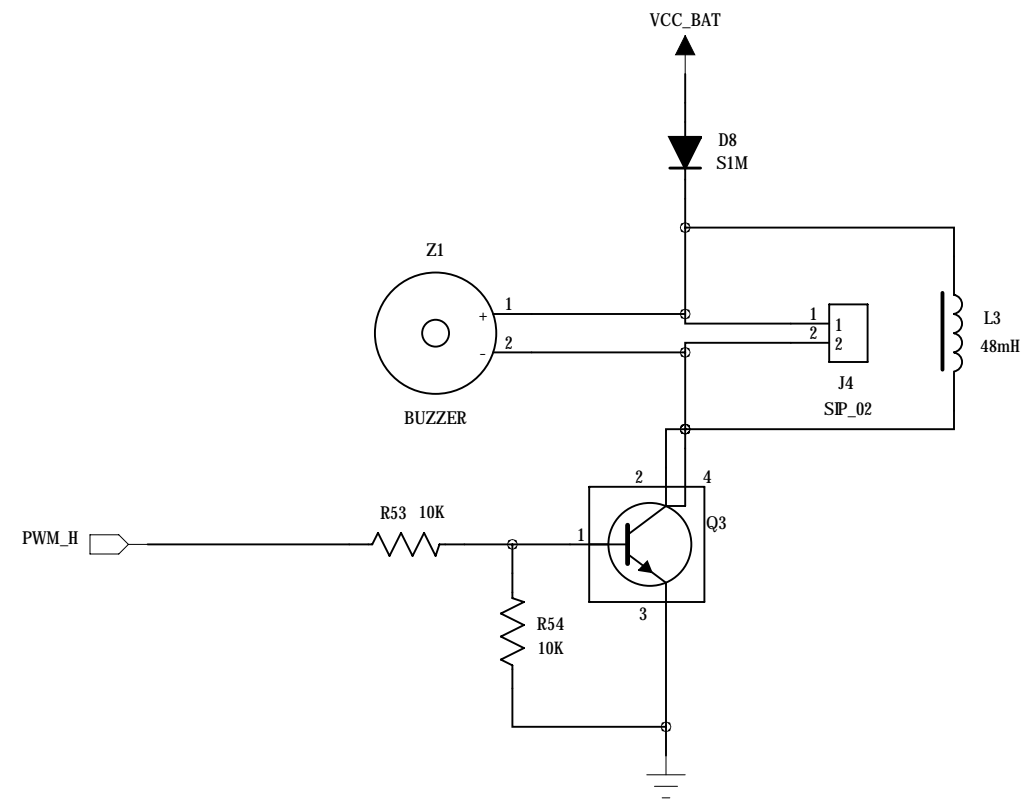 VCC_BAT
D8
S1M
Z1
1
+
1
1
2
2
-
2
L3
48mH
J4
SIP_02
BUZZER
2
4
R53 10K
Q3
PWM_H
1
3
R54
10K